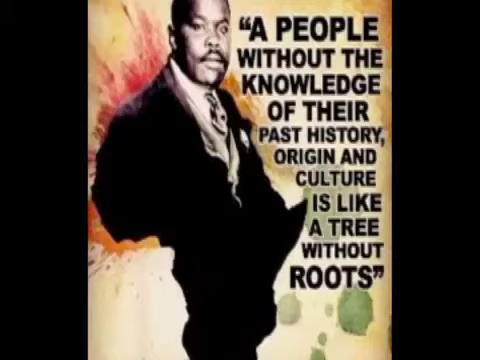 “A PEOPLE
WITHOUT THE
KNOWLEDGE
OF THEIR
PAST HISTORY,
ORIGIN AND
CULTURE
IS LIKE
A TREE
WITHOUT
ROOTS”